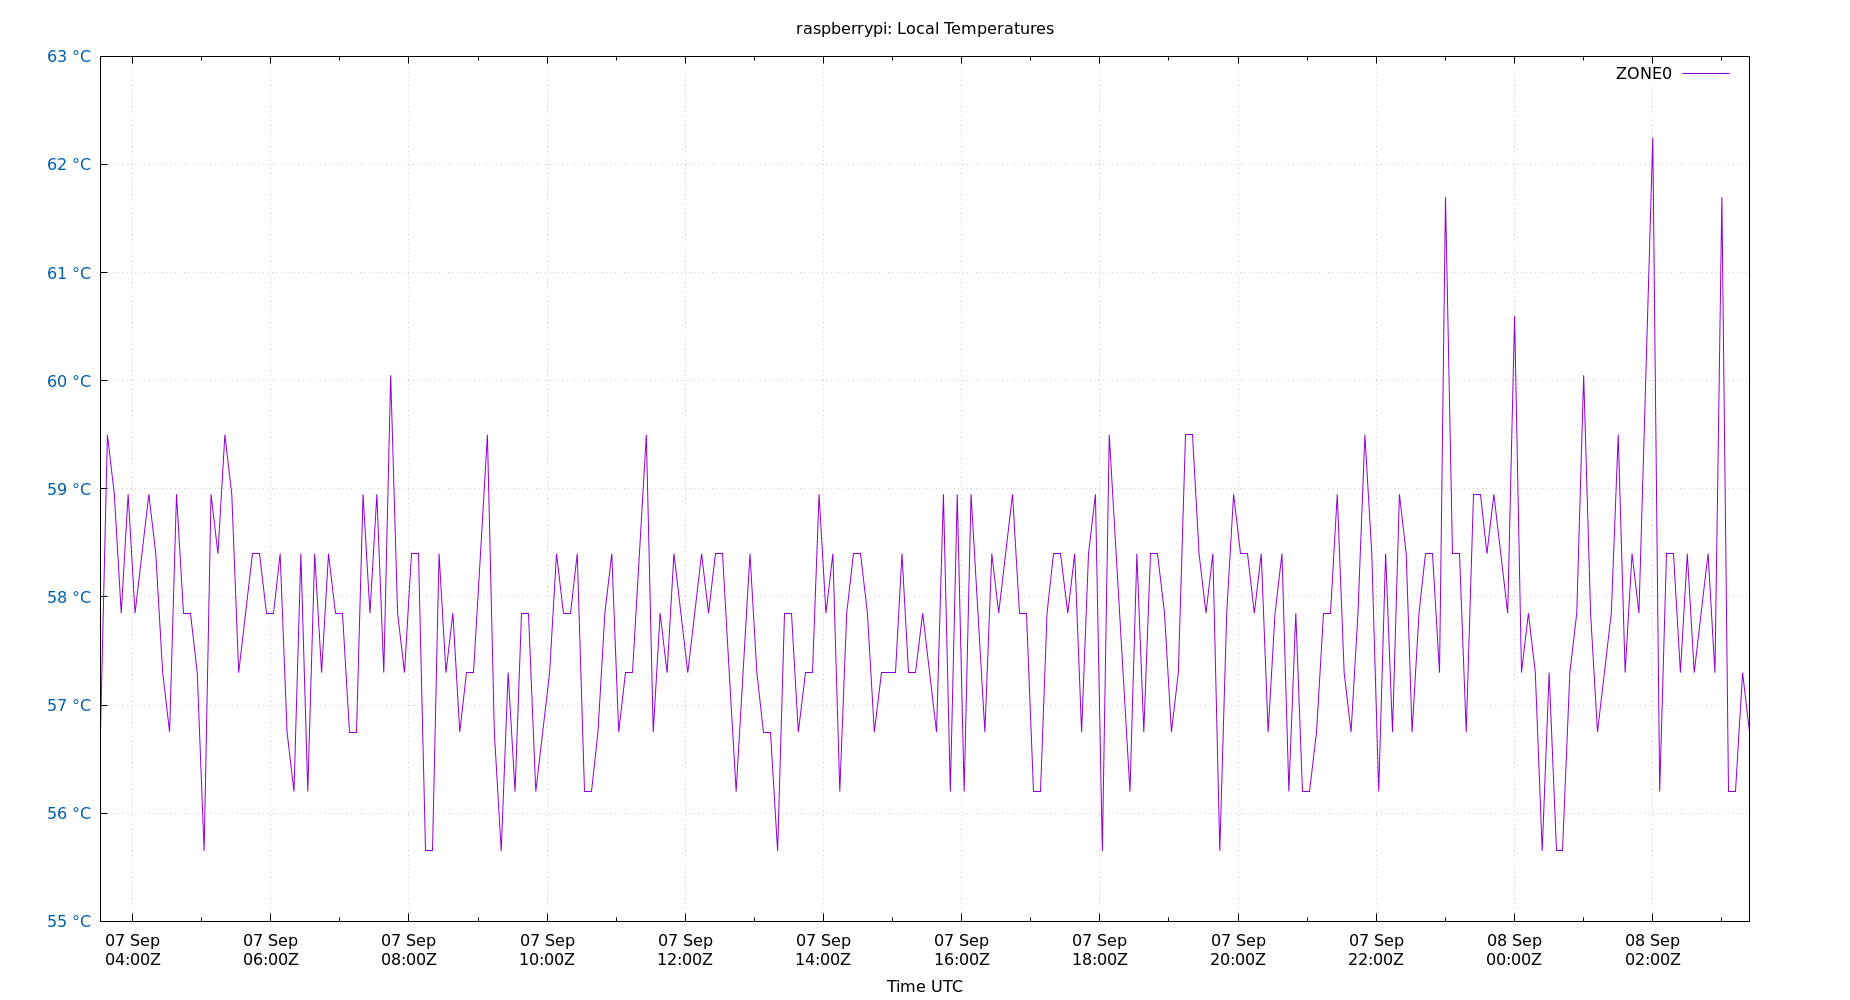 raspberrypi: Local Temperatures
63 °C
ZONE0
62 °C
61 °C
60 °C
59 °C
58 °C
57 °C
56 °C
55 °C
07 Sep 07 Sep 07 Sep 07 Sep 07 Sep 07 Sep 07 Sep 07 Sep 07 Sep 07 Sep 08 Sep 08 Sep
04:00Z 06:00Z 08:00Z 10:00Z 12:00Z 14:00Z 16:00Z 18:00Z 20:00Z 22:00Z 00:00Z 02:00Z
Time UTC